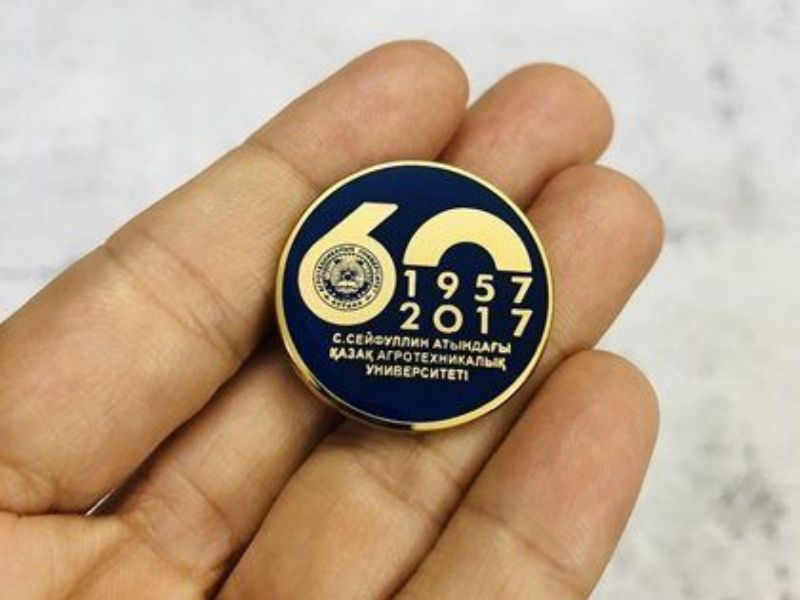 60
1957
2017
С.СЕЙФУЛЛИН АТЫНДАҒЫ
ҚАЗАҚ АГРОТЕХНИКАЛЫҚ
УНИВЕРСИТЕТІ